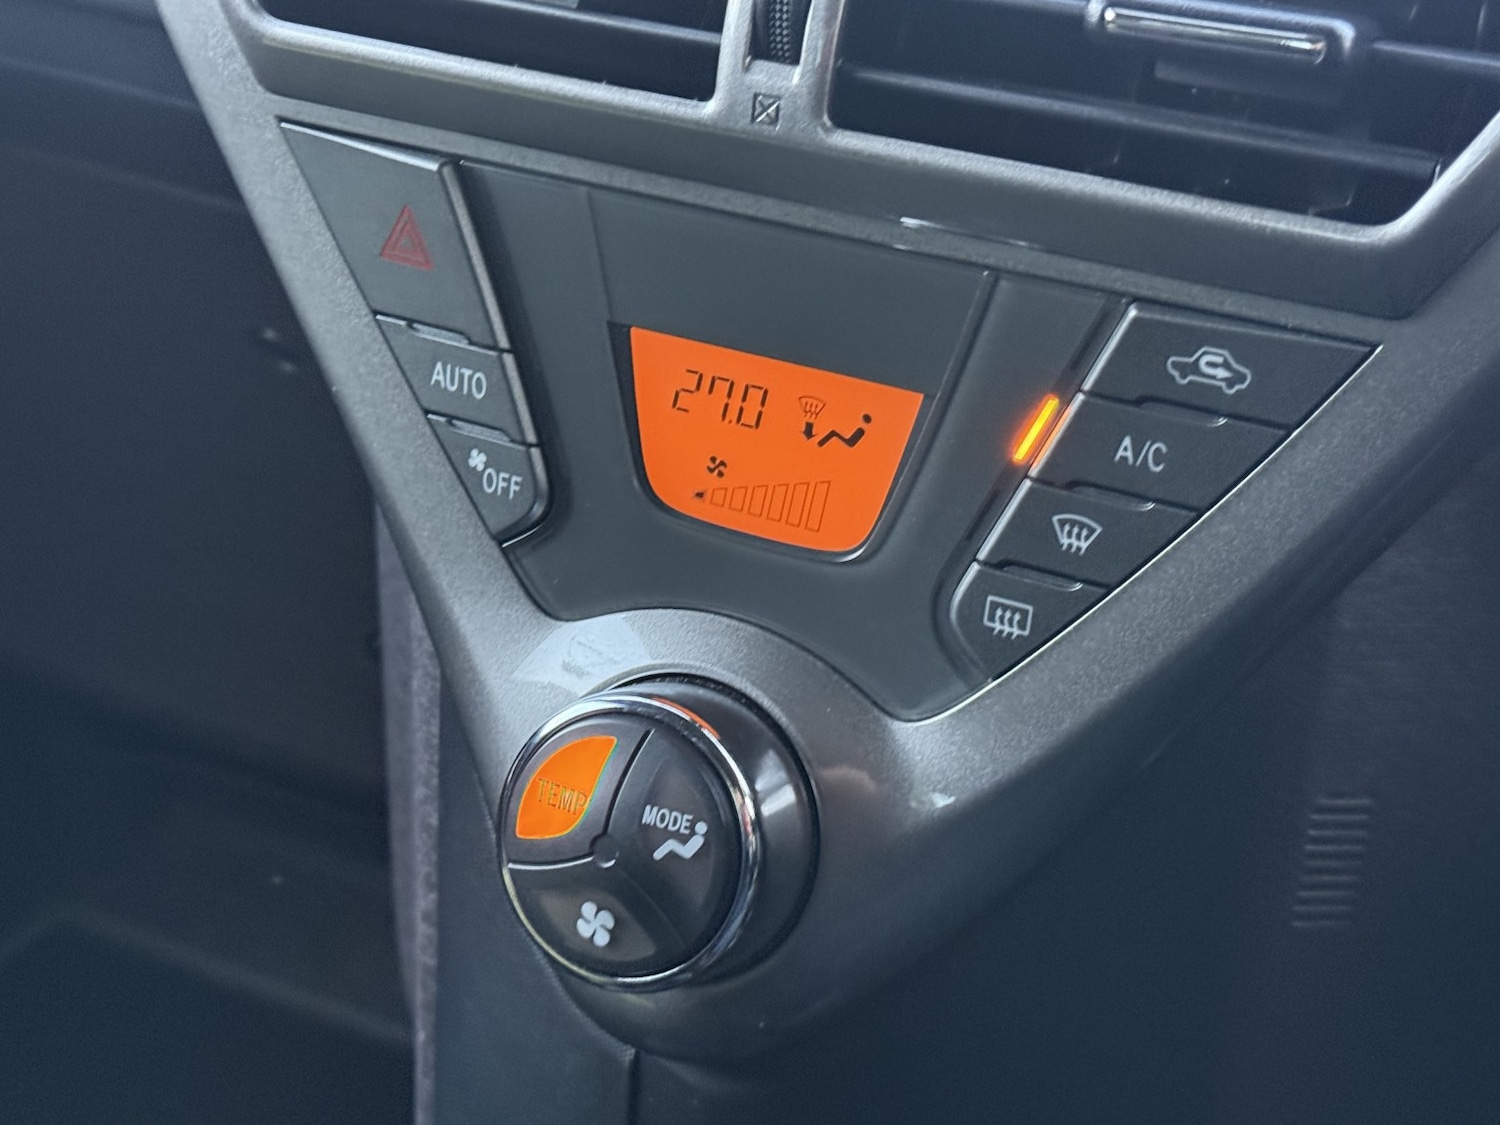 AUTO
OFF
27.0
A/C
TEMP
MODE